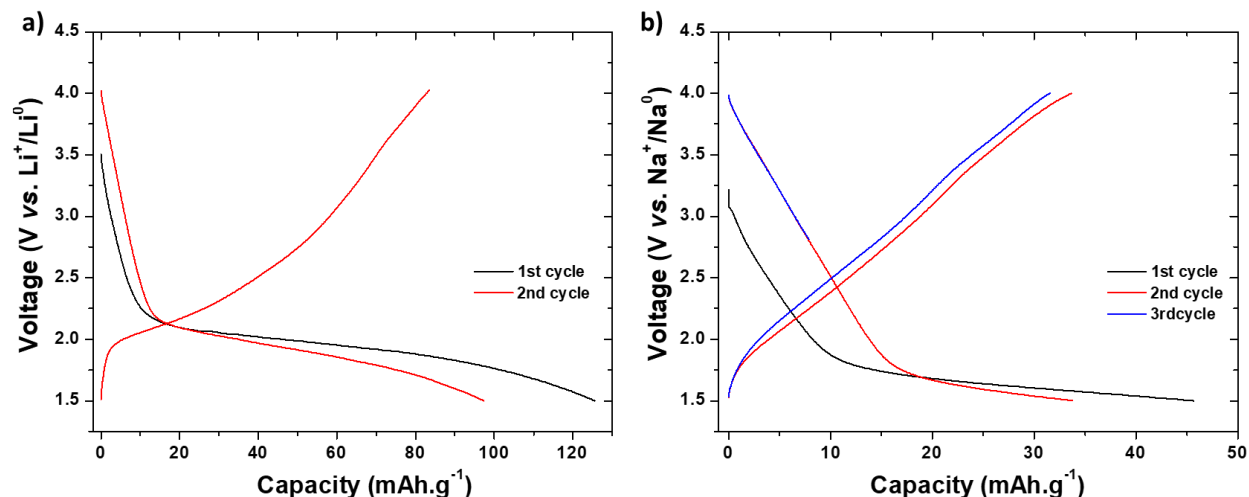 a)
4.5
4.0
3.5
3.0
2.5
2.0
1.5
Voltage (V vs. Li⁺/Li⁰)
1st cycle
2nd cycle
0 20 40 60 80 100 120
Capacity (mAh.g⁻¹)
b)
4.5
4.0
3.5
3.0
2.5
2.0
1.5
Voltage (V vs. Na⁺/Na⁰)
1st cycle
2nd cycle
3rdcycle
0 10 20 30 40 50
Capacity (mAh.g⁻¹)